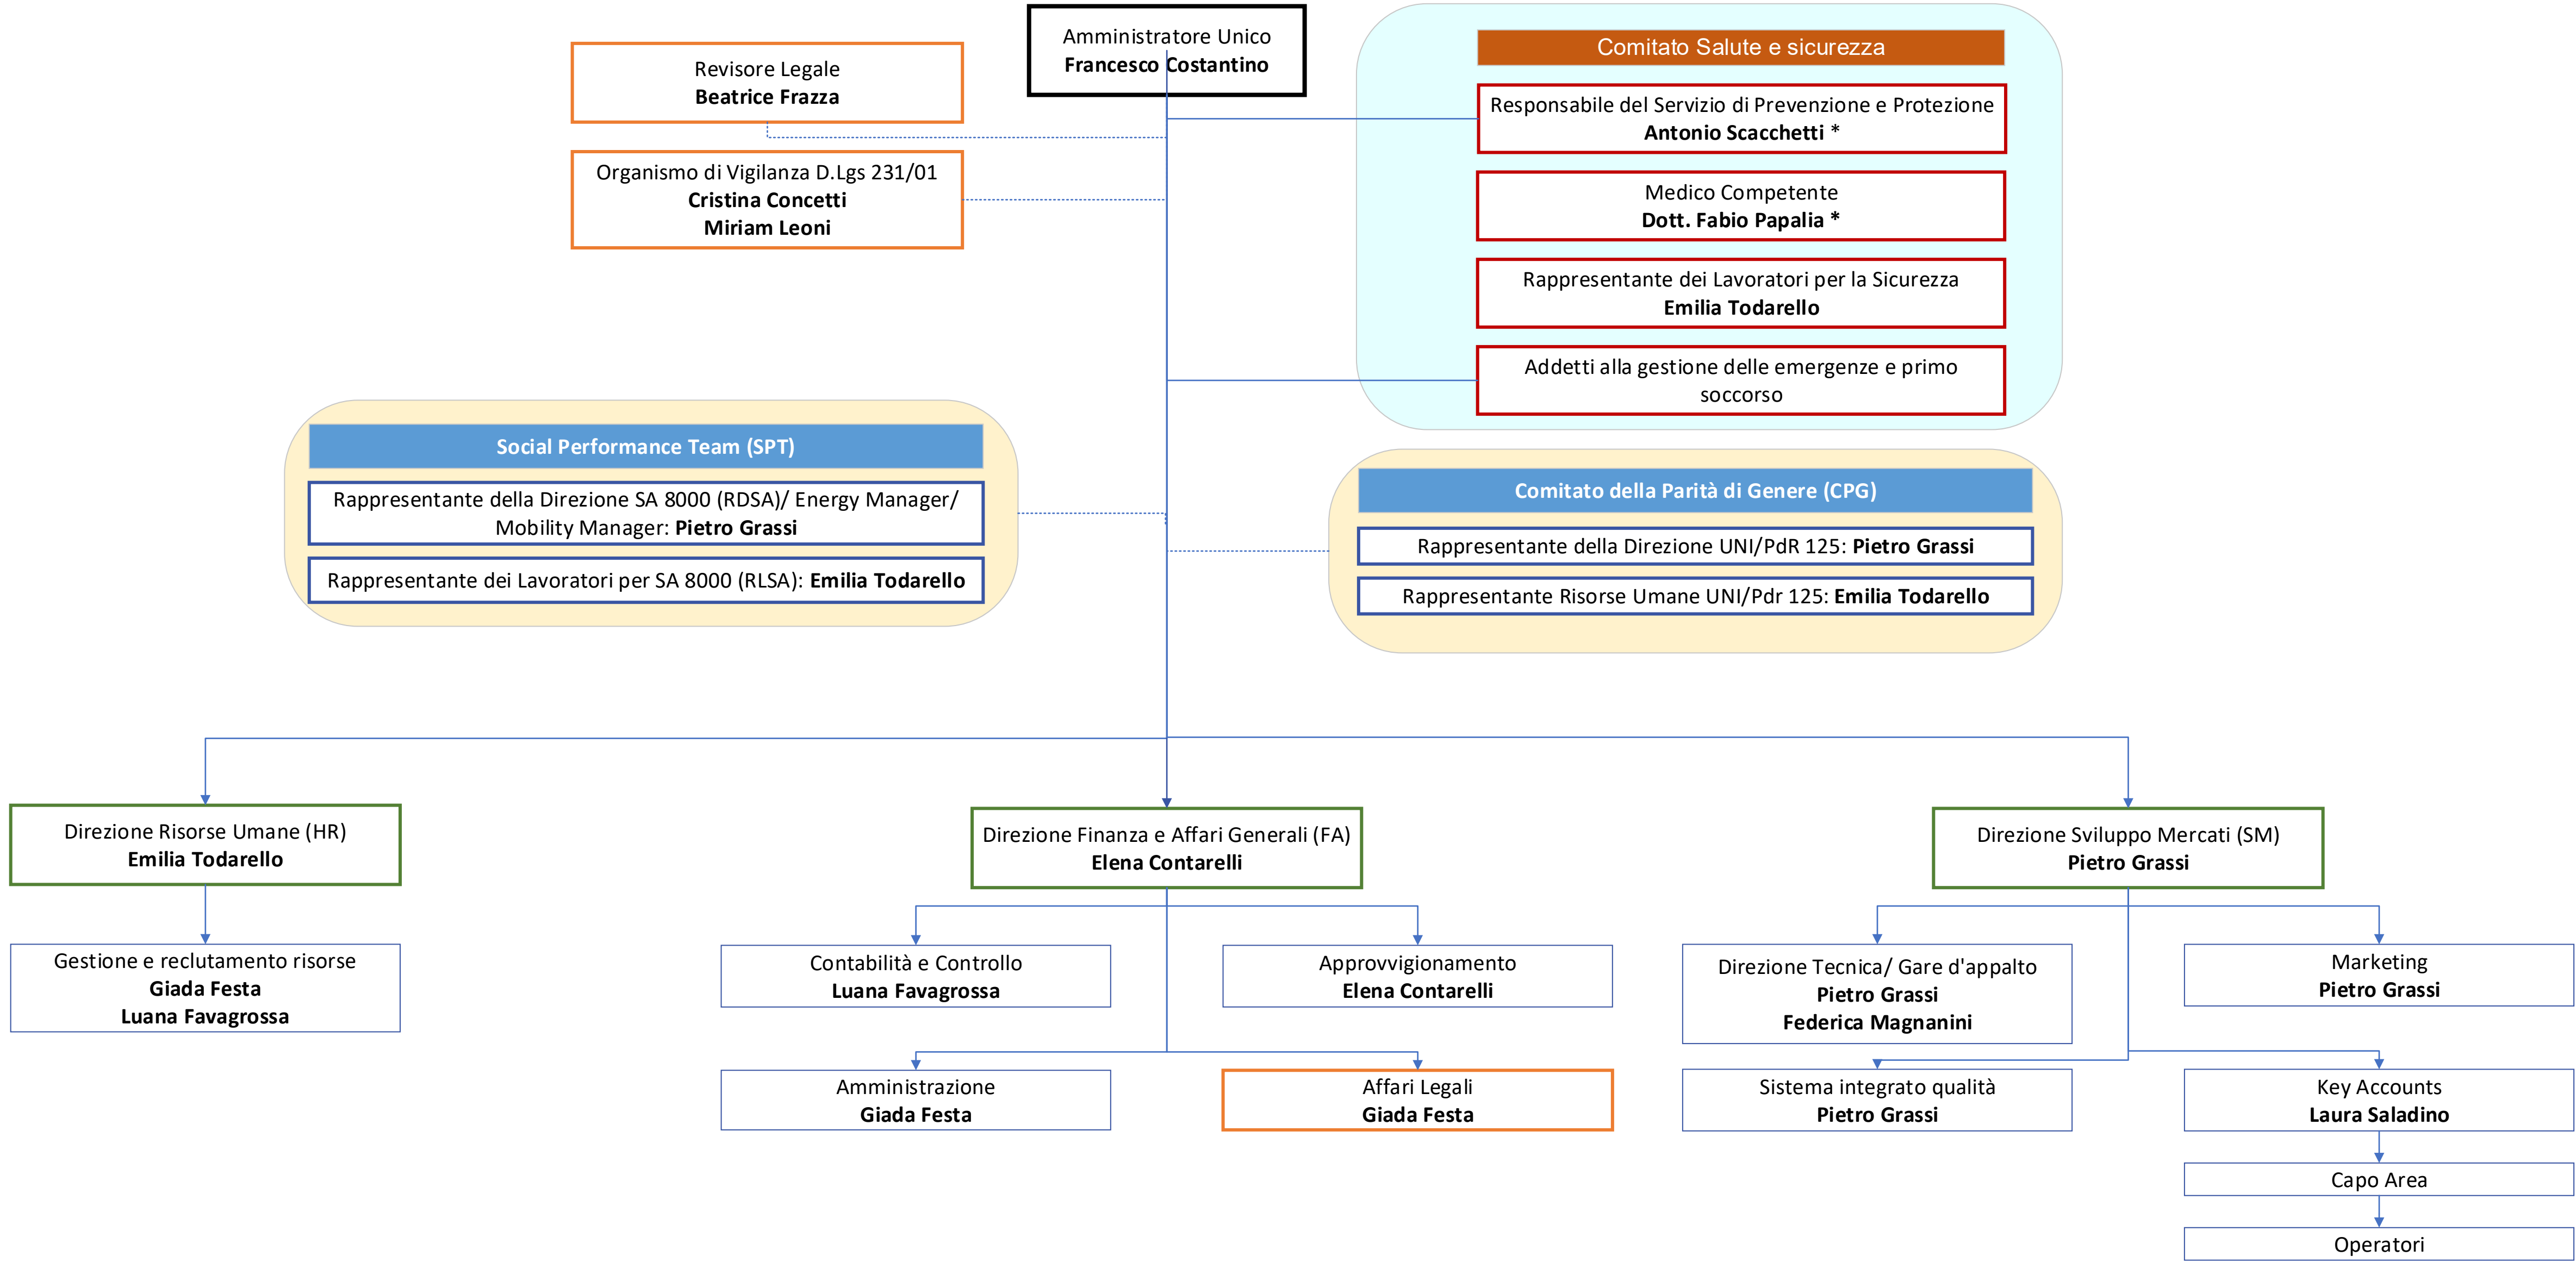 Amministratore Unico
Francesco Costantino
Revisore Legale
Beatrice Frazza
Organismo di Vigilanza D.Lgs 231/01
Cristina Concetti
Miriam Leoni
Comitato Salute e sicurezza
Responsabile del Servizio di Prevenzione e Protezione
Antonio Scacchetti *
Medico Competente
Dott. Fabio Papalia *
Rappresentante dei Lavoratori per la Sicurezza
Emilia Todarello
Addetti alla gestione delle emergenze e primo
soccorso
Social Performance Team (SPT)
Rappresentante della Direzione SA 8000 (RDSA)/ Energy Manager/
Mobility Manager: Pietro Grassi
Rappresentante dei Lavoratori per SA 8000 (RLSA): Emilia Todarello
Comitato della Parità di Genere (CPG)
Rappresentante della Direzione UNI/PdR 125: Pietro Grassi
Rappresentante Risorse Umane UNI/Pdr 125: Emilia Todarello
Direzione Risorse Umane (HR)
Emilia Todarello
Gestione e reclutamento risorse
Giada Festa
Luana Favagrossa
Direzione Finanza e Affari Generali (FA)
Elena Contarelli
Contabilità e Controllo
Luana Favagrossa
Approvvigionamento
Elena Contarelli
Amministrazione
Giada Festa
Affari Legali
Giada Festa
Direzione Sviluppo Mercati (SM)
Pietro Grassi
Direzione Tecnica/ Gare d'appalto
Pietro Grassi
Federica Magnanini
Marketing
Pietro Grassi
Sistema integrato qualità
Pietro Grassi
Key Accounts
Laura Saladino
Capo Area
Operatori